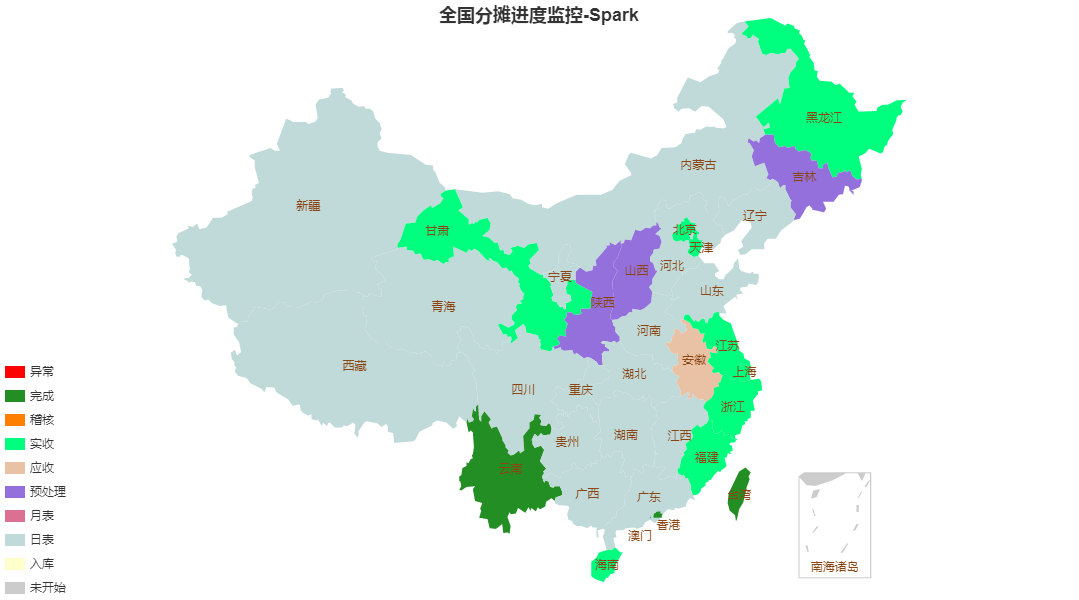 全国分摊进度监控-Spark
黑龙江
内蒙古
吉林
新疆
辽宁
甘肃
北京
天津
宁夏
山西
河北
山东
青海
陕西
河南
江苏
西藏
安徽
湖北
上海
四川
重庆
浙江
贵州
湖南
江西
福建
云南
广西
广东
台湾
香港
澳门
海南
南海诸岛
异常
完成
稽核
实收
应收
预处理
月表
日表
入库
未开始